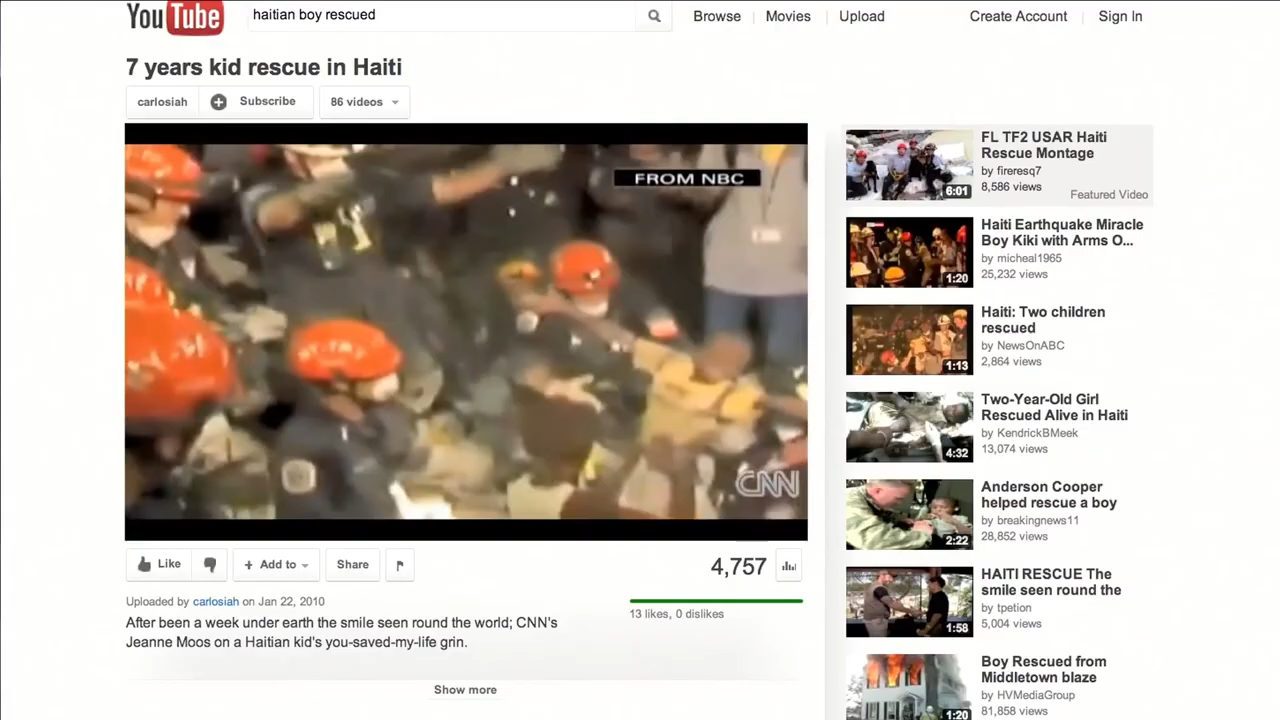 YouTube
haitian boy rescued
Browse
Movies
Upload
Create Account
Sign In
7 years kid rescue in Haiti
carlosiah
Subscribe
86 videos
FROM NBC
CNN
Like
+ Add to
Share
4,757
Uploaded by carlosiah on Jan 22, 2010
13 likes, 0 dislikes
After been a week under earth the smile seen round the world; CNN's
Jeanne Moos on a Haitian kid's you-saved-my-life grin.
Show more
FL TF2 USAR Haiti
Rescue Montage
by fireresq7
8,586 views
Featured Video
6:01
Haiti Earthquake Miracle
Boy Kiki with Arms O...
by micheal1965
25,232 views
1:20
Haiti: Two children
rescued
by NewsOnABC
2,864 views
1:13
Two-Year-Old Girl
Rescued Alive in Haiti
by KendrickBMeek
13,074 views
4:32
Anderson Cooper
helped rescue a boy
by breakingnews11
28,852 views
2:22
HAITI RESCUE The
smile seen round the
by tpetion
5,004 views
1:58
Boy Rescued from
Middletown blaze
by HVMediaGroup
81,858 views
1:20